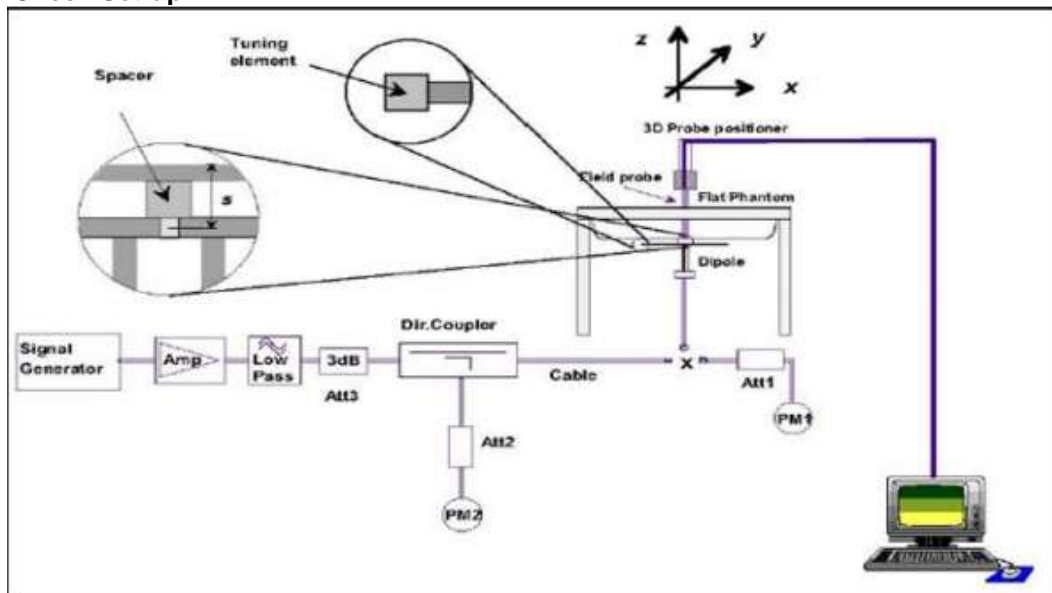 Tuning
element
Spacer
s
z
y
x
3D Probe positioner
Field probe
Flat Phantom
Dipole
Signal
Generator
Amp
Low
Pass
3dB
Att3
Dir.Coupler
Cable
x
Att1
PM1
Att2
PM2